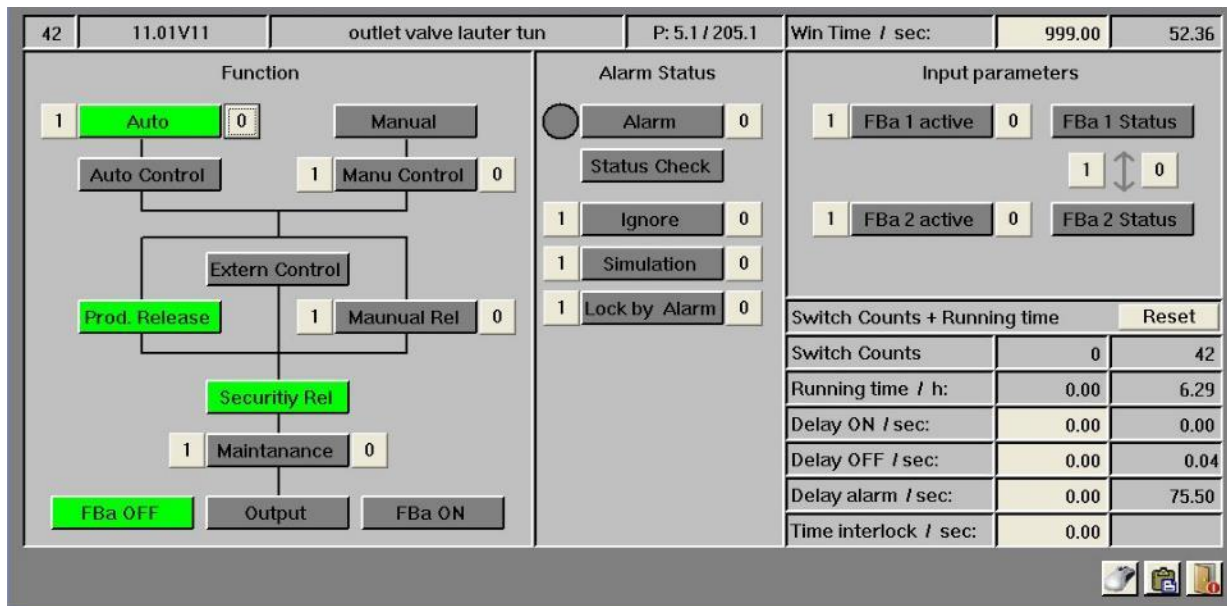 42 11.01V11 outlet valve lauter tun P: 5.1 / 205.1 Win Time / sec: 999.00 52.36
Function
1 Auto 0 Manual
Auto Control 1 Manu Control 0
Extern Control
Prod. Release 1 Maunual Rel 0
Securitiy Rel
1 Maintanance 0
FBa OFF Output FBa ON
Alarm Status
Alarm 0
Status Check
1 Ignore 0
1 Simulation 0
1 Lock by Alarm 0
Input parameters
1 FBa 1 active 0 FBa 1 Status
1 0
1 FBa 2 active 0 FBa 2 Status
Switch Counts + Running time Reset
Switch Counts 0 42
Running time / h: 0.00 6.29
Delay ON / sec: 0.00 0.00
Delay OFF / sec: 0.00 0.04
Delay alarm / sec: 0.00 75.50
Time interlock / sec: 0.00